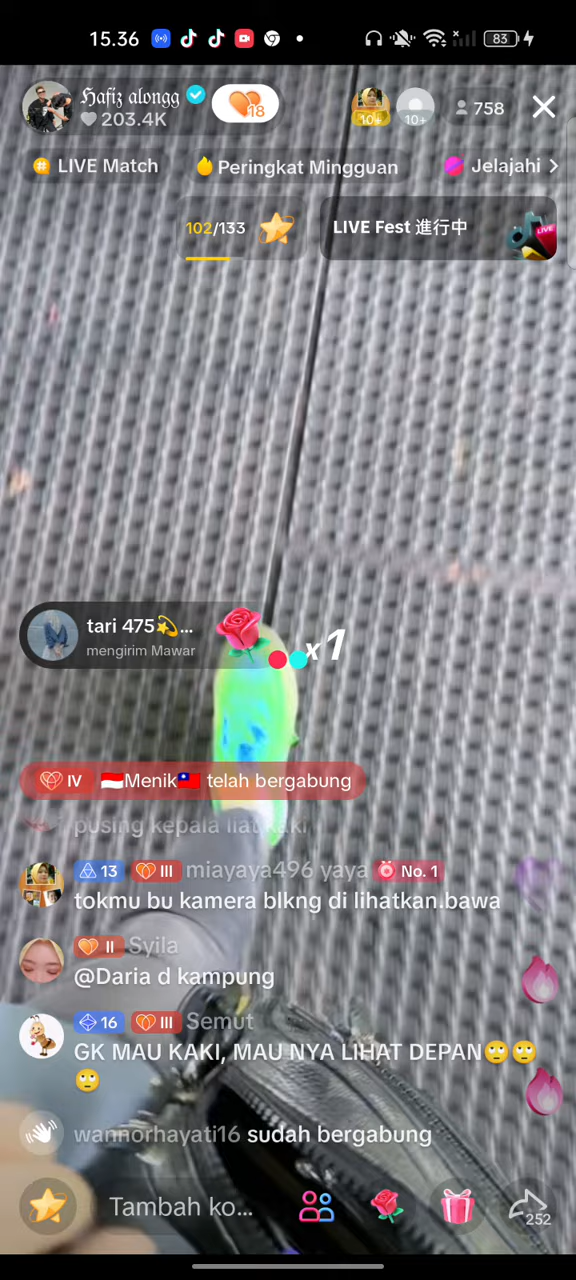 15.36
83
Hafiz alongg
203.4K
18
10+
10+
758
LIVE Match
Peringkat Mingguan
Jelajahi
102/133
LIVE Fest 進行中
LIVE
tari 475💫...
mengirim Mawar
x1
IV 🇮🇩Menik🇹🇼 telah bergabung
pusing kepala liat kaki
13 III miayaya496 yaya No. 1
tokmu bu kamera blkng di lihatkan.bawa
II Syila
@Daria d kampung
16 III Semut
GK MAU KAKI, MAU NYA LIHAT DEPAN🙄🙄
🙄
wannorhayati16 sudah bergabung
Tambah ko...
252